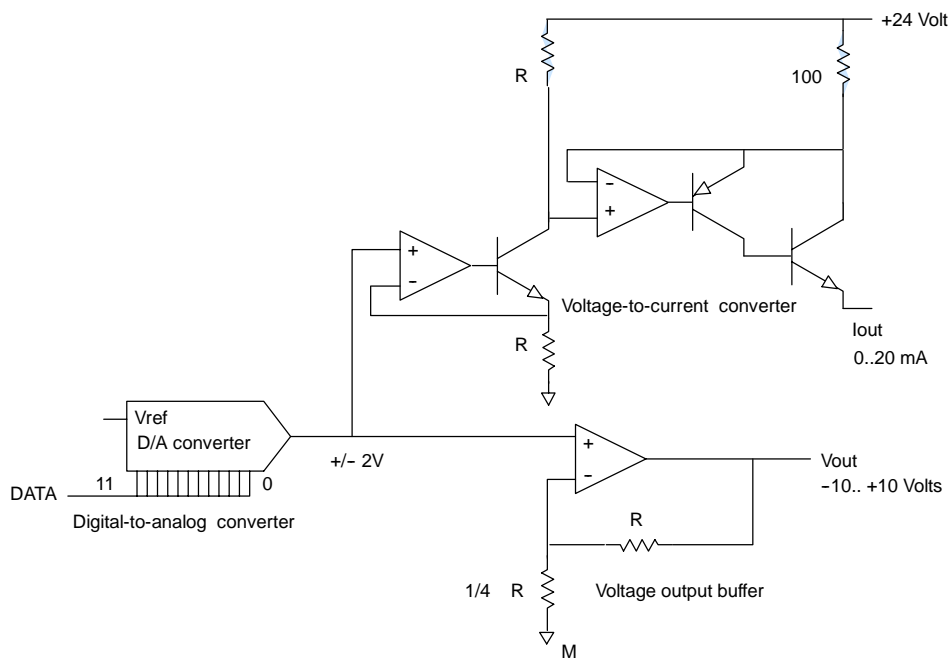 +24 Volt
R
100
-
+
+
-
Voltage-to-current converter
R
Iout
0..20 mA
Vref
D/A converter
+/- 2V
+
-
Vout
-10.. +10 Volts
DATA
11
0
Digital-to-analog converter
R
1/4 R
Voltage output buffer
M